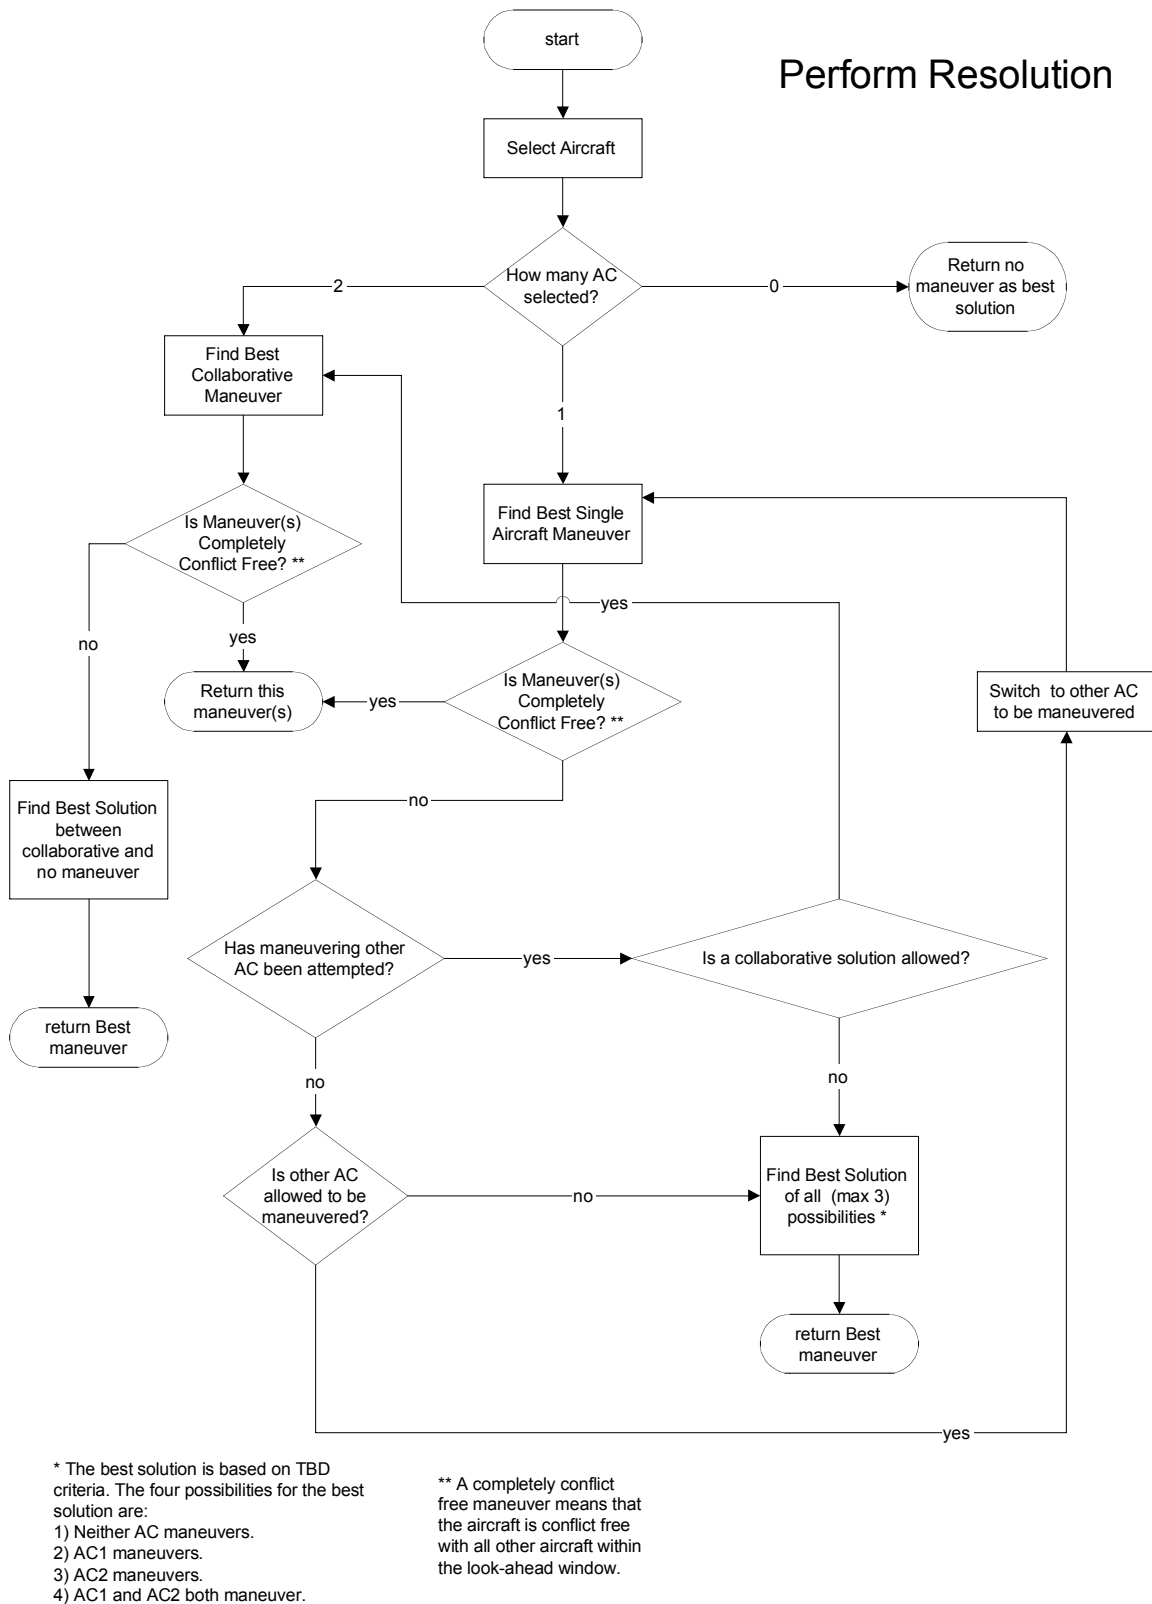 start
Perform Resolution
Select Aircraft
How many AC
selected?
2
0
Return no
maneuver as best
solution
Find Best
Collaborative
Maneuver
1
Find Best Single
Aircraft Maneuver
Is Maneuver(s)
Completely
Conflict Free? **
yes
no
yes
Return this
maneuver(s)
yes
Is Maneuver(s)
Completely
Conflict Free? **
Switch to other AC
to be maneuvered
no
Find Best Solution
between
collaborative and
no maneuver
Has maneuvering other
AC been attempted?
yes
Is a collaborative solution allowed?
return Best
maneuver
no
no
Is other AC
allowed to be
maneuvered?
no
Find Best Solution
of all (max 3)
possibilities *
return Best
maneuver
yes
* The best solution is based on TBD
criteria. The four possibilities for the best
solution are:
1) Neither AC maneuvers.
2) AC1 maneuvers.
3) AC2 maneuvers.
4) AC1 and AC2 both maneuver.
** A completely conflict
free maneuver means that
the aircraft is conflict free
with all other aircraft within
the look-ahead window.